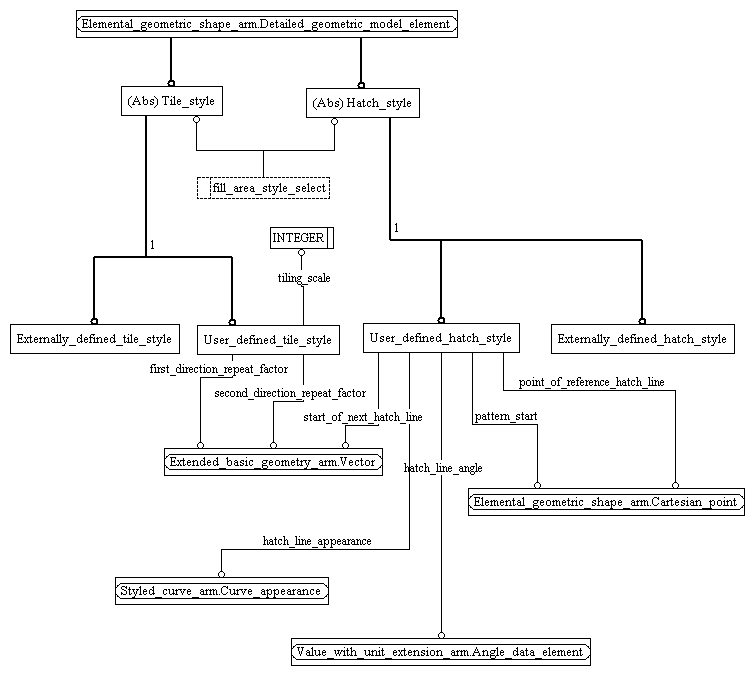 Elemental_geometric_shape_arm.Detailed_geometric_model_element
(Abs) Tile_style
(Abs) Hatch_style
fill_area_style_select
INTEGER
1
1
tiling_scale
Externally_defined_tile_style
User_defined_tile_style
User_defined_hatch_style
Externally_defined_hatch_style
first_direction_repeat_factor
second_direction_repeat_factor
point_of_reference_hatch_line
start_of_next_hatch_line
pattern_start
Extended_basic_geometry_arm.Vector
hatch_line_angle
Elemental_geometric_shape_arm.Cartesian_point
hatch_line_appearance
Styled_curve_arm.Curve_appearance
Value_with_unit_extension_arm.Angle_data_element